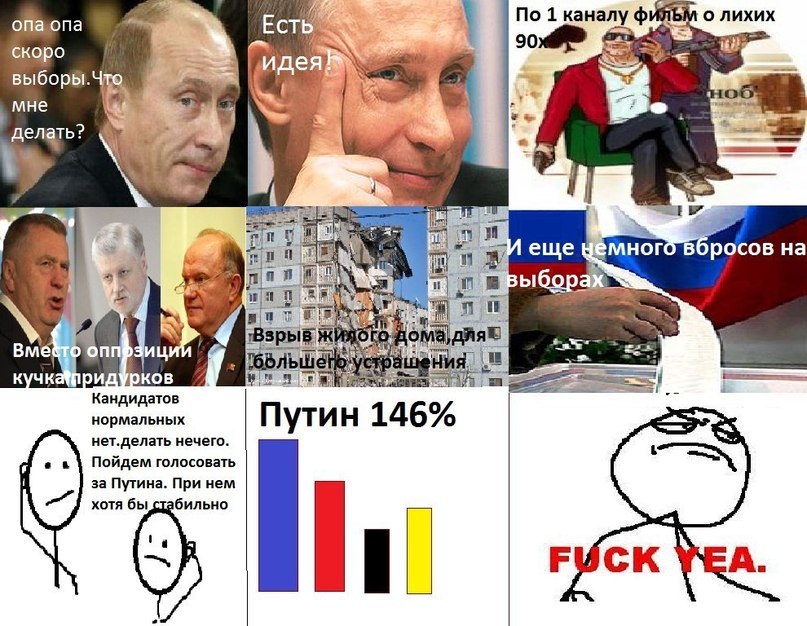 опа опа
скоро
выборы.Что
мне
делать?
Есть
идея!
По 1 каналу фильм о лихих
90х
ноб
Вместо оппозиции
кучка придурков
Взрыв жилого дома,для
большего устрашения
И еще немного вбросов на
выборах
Кандидатов
нормальных
нет.делать нечего.
Пойдем голосовать
за Путина. При нем
хотя бы стабильно
Путин 146%
FUCK YEA.